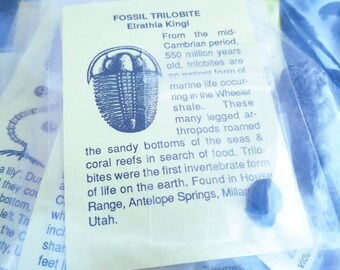 FOSSIL TRILOBITE
Elrathia Kingi
From the mid-
Cambrian period,
550 million years
old, trilobites are
an extinct form of
marine life occur-
ring in the Wheeler
shale. These
many legged ar-
thropods roamed
the sandy bottoms of the seas &
coral reefs in search of food. Trilo-
bites were the first invertebrate form
of life on the earth. Found in House
Range, Antelope Springs, Millard
Utah.